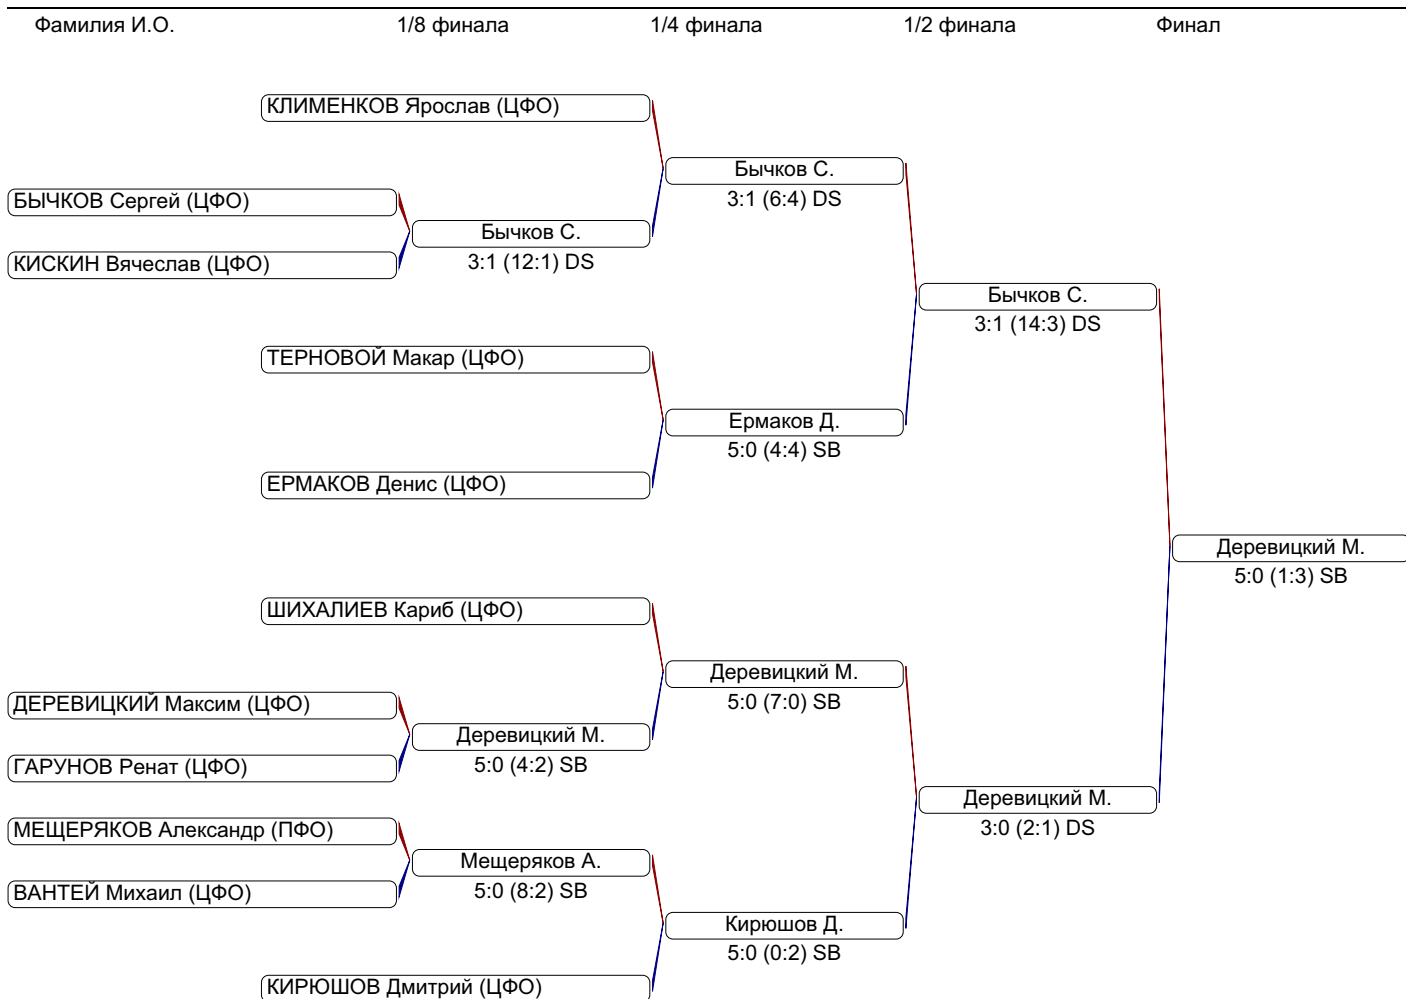 Фамилия И.О. 1/8 финала 1/4 финала 1/2 финала Финал
КЛИМЕНКОВ Ярослав (ЦФО)
Бычков С.
3:1 (6:4) DS
БЫЧКОВ Сергей (ЦФО)
Бычков С.
3:1 (12:1) DS
КИСКИН Вячеслав (ЦФО)
Бычков С.
3:1 (14:3) DS
ТЕРНОВОЙ Макар (ЦФО)
Ермаков Д.
5:0 (4:4) SB
ЕРМАКОВ Денис (ЦФО)
Деревицкий М.
5:0 (1:3) SB
ШИХАЛИЕВ Кариб (ЦФО)
Деревицкий М.
5:0 (7:0) SB
ДЕРЕВИЦКИЙ Максим (ЦФО)
Деревицкий М.
5:0 (4:2) SB
ГАРУНОВ Ренат (ЦФО)
Деревицкий М.
3:0 (2:1) DS
МЕЩЕРЯКОВ Александр (ПФО)
Мещеряков А.
5:0 (8:2) SB
ВАНТЕЙ Михаил (ЦФО)
Кирюшов Д.
5:0 (0:2) SB
КИРЮШОВ Дмитрий (ЦФО)